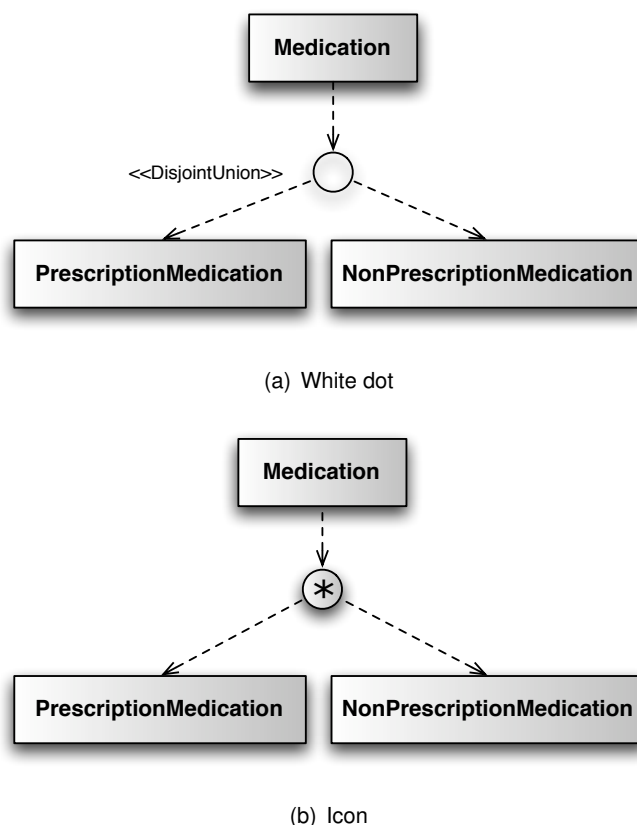 Medication
<<DisjointUnion>>
PrescriptionMedication NonPrescriptionMedication
(a) White dot
Medication
*
PrescriptionMedication NonPrescriptionMedication
(b) Icon